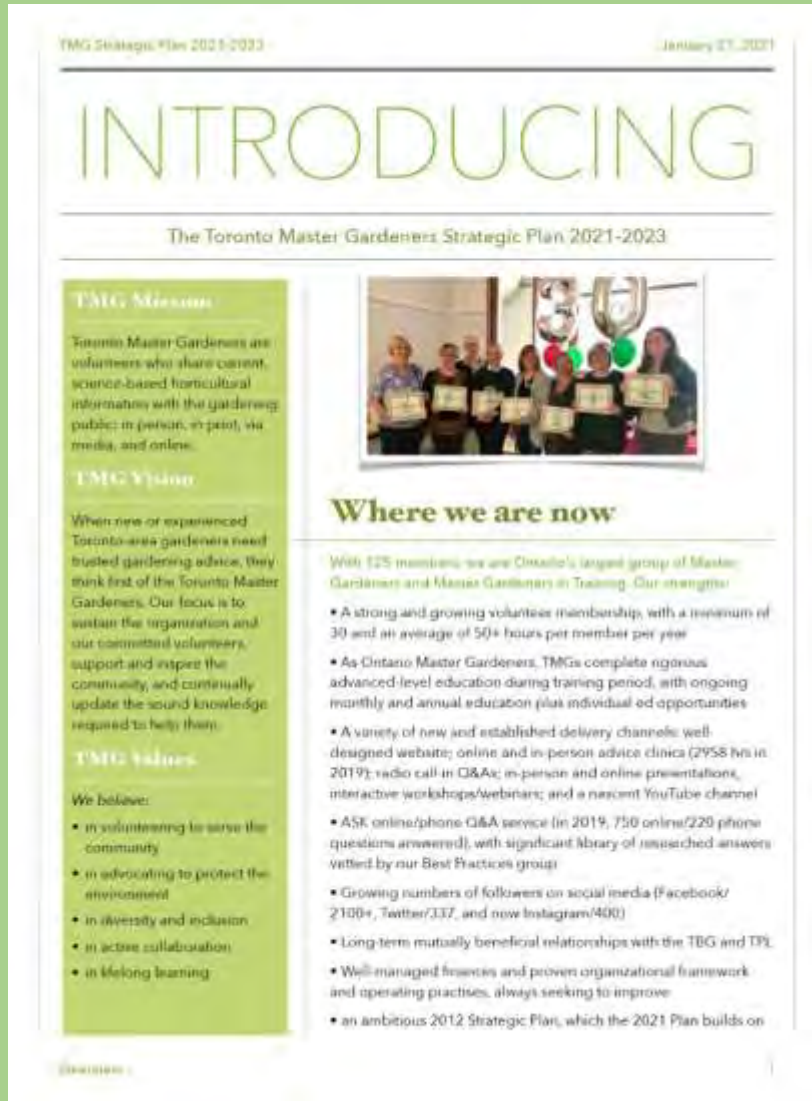 TMG Strategic Plan 2021-2023
January 27, 2021
INTRODUCING
The Toronto Master Gardeners Strategic Plan 2021-2023
TMG Mission
Toronto Master Gardeners are
volunteers who share current,
science-based horticultural
information with the gardening
public: in person, in print, via
media, and online.
TMG Vision
When new or experienced
Toronto-area gardeners need
trusted gardening advice, they
think first of the Toronto Master
Gardeners. Our focus is to
sustain the organization and
our committed volunteers,
support and inspire the
community, and continually
update the sound knowledge
required to help them.
TMG Values
We believe:
• in volunteering to serve the
community
• in advocating to protect the
environment
• in diversity and inclusion
• in active collaboration
• in lifelong learning
30
Where we are now
With 125 members, we are Ontario's largest group of Master
Gardeners and Master Gardeners in Training. Our strengths:
• A strong and growing volunteer membership, with a minimum of
30 and an average of 50+ hours per member per year
• As Ontario Master Gardeners, TMGs complete rigorous
advanced-level education during training period, with ongoing
monthly and annual education plus individual ed opportunities
• A variety of new and established delivery channels: well-
designed website; online and in-person advice clinics (2958 hrs in
2019); radio call-in Q&As; in-person and online presentations,
interactive workshops/webinars; and a nascent YouTube channel
• ASK online/phone Q&A service (in 2019, 750 online/220 phone
questions answered), with significant library of researched answers
vetted by our Best Practices group
• Growing numbers of followers on social media (Facebook/
2100+, Twitter/337, and now Instagram/400)
• Long-term mutually beneficial relationships with the TBG and TPL
• Well-managed finances and proven organizational framework
and operating practises, always seeking to improve
• an ambitious 2012 Strategic Plan, which the 2021 Plan builds on
1